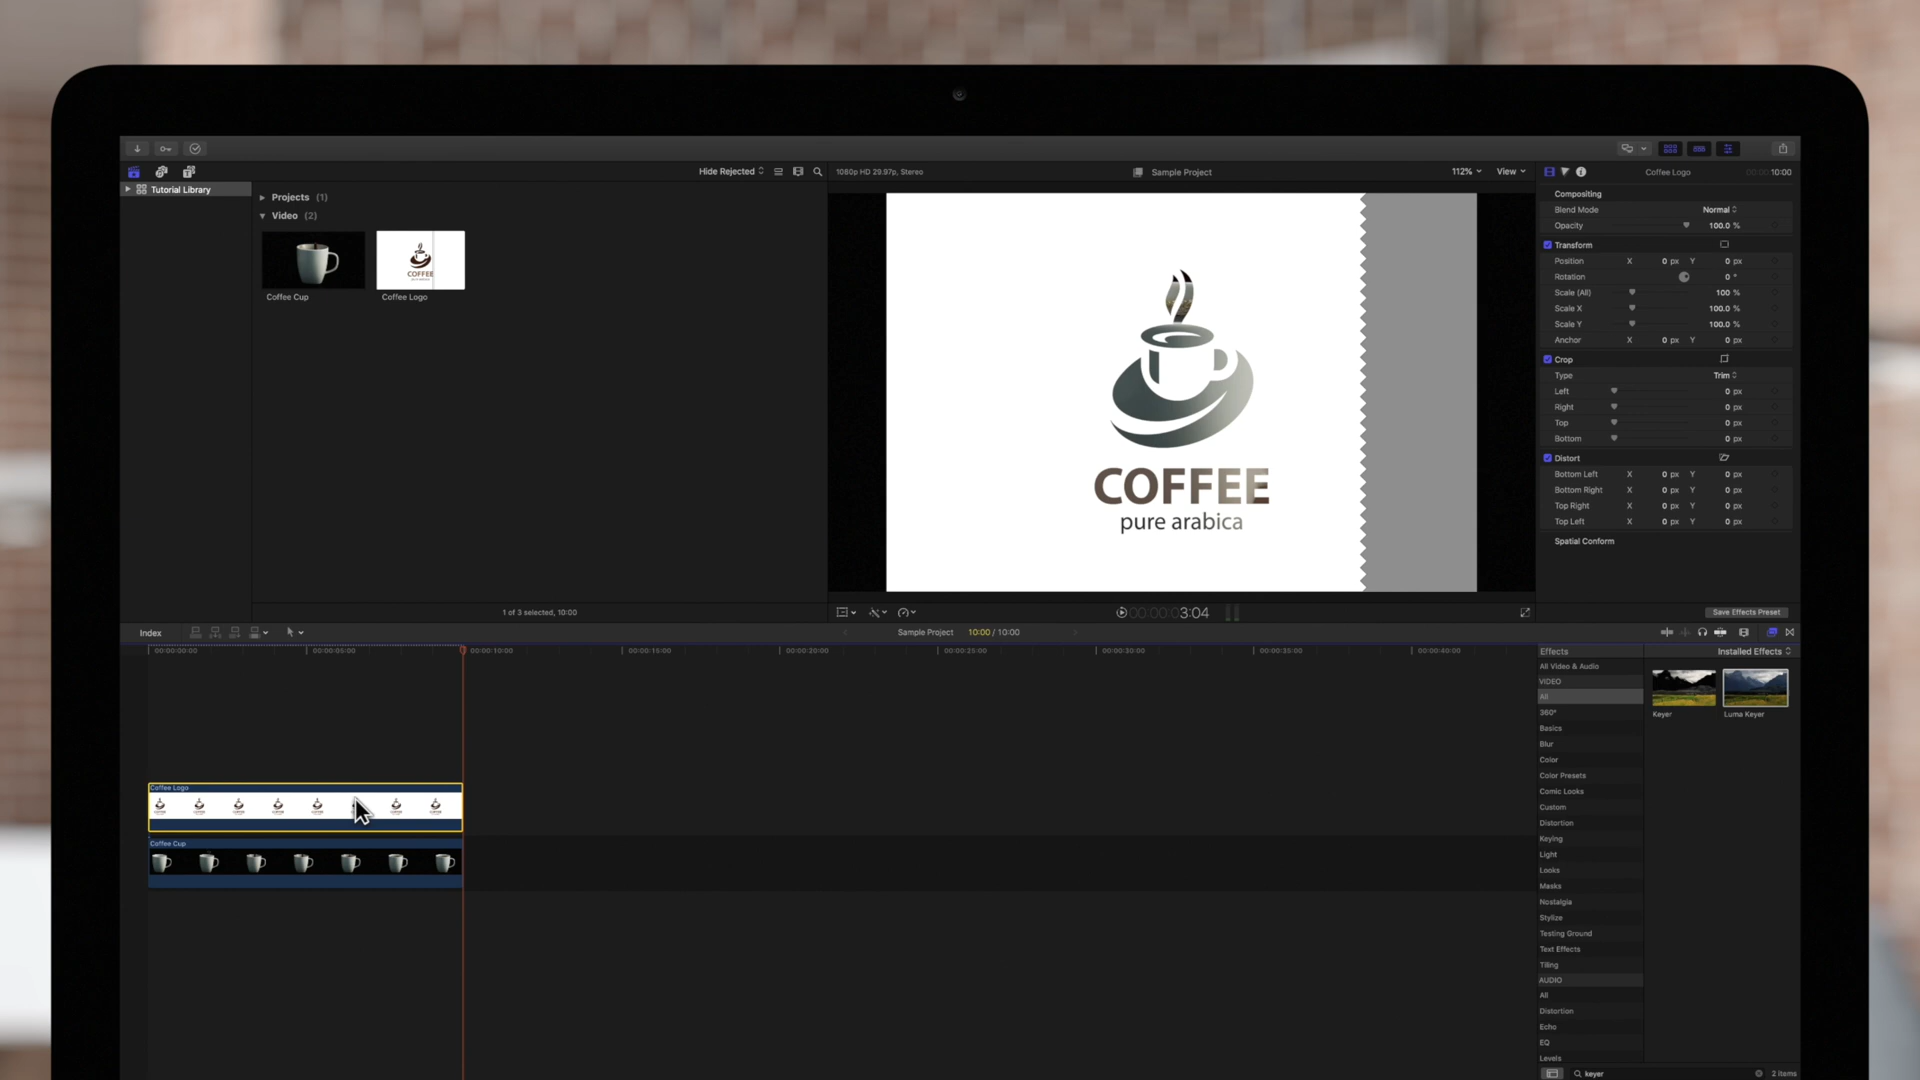 Tutorial Library
Hide Rejected
Projects (1)
Video (2)
Coffee Cup
Coffee Logo
1 of 3 selected, 10:00
1080p HD 29.97p, Stereo
Sample Project
112%
View
COFFEE
pure arabica
3:04
Coffee Logo
10:00
Compositing
Blend Mode Normal
Opacity 100.0 %
Transform
Position X 0 px Y 0 px
Rotation 0 °
Scale (All) 100 %
Scale X 100.0 %
Scale Y 100.0 %
Anchor X 0 px Y 0 px
Crop
Type Trim
Left 0 px
Right 0 px
Top 0 px
Bottom 0 px
Distort
Bottom Left X 0 px Y 0 px
Bottom Right X 0 px Y 0 px
Top Right X 0 px Y 0 px
Top Left X 0 px Y 0 px
Spatial Conform
Save Effects Preset
Index
Sample Project 10:00 / 10:00
00:00:00:00 00:00:05:00 00:00:10:00 00:00:15:00 00:00:20:00 00:00:25:00 00:00:30:00 00:00:35:00 00:00:40:00
Coffee Logo
Coffee Cup
Effects
Installed Effects
All Video & Audio
VIDEO
All
360°
Basics
Blur
Color
Color Presets
Comic Looks
Custom
Distortion
Keying
Light
Looks
Masks
Nostalgia
Stylize
Testing Ground
Text Effects
Tiling
AUDIO
All
Distortion
Echo
EQ
Levels
Keyer
Luma Keyer
keyer
2 items